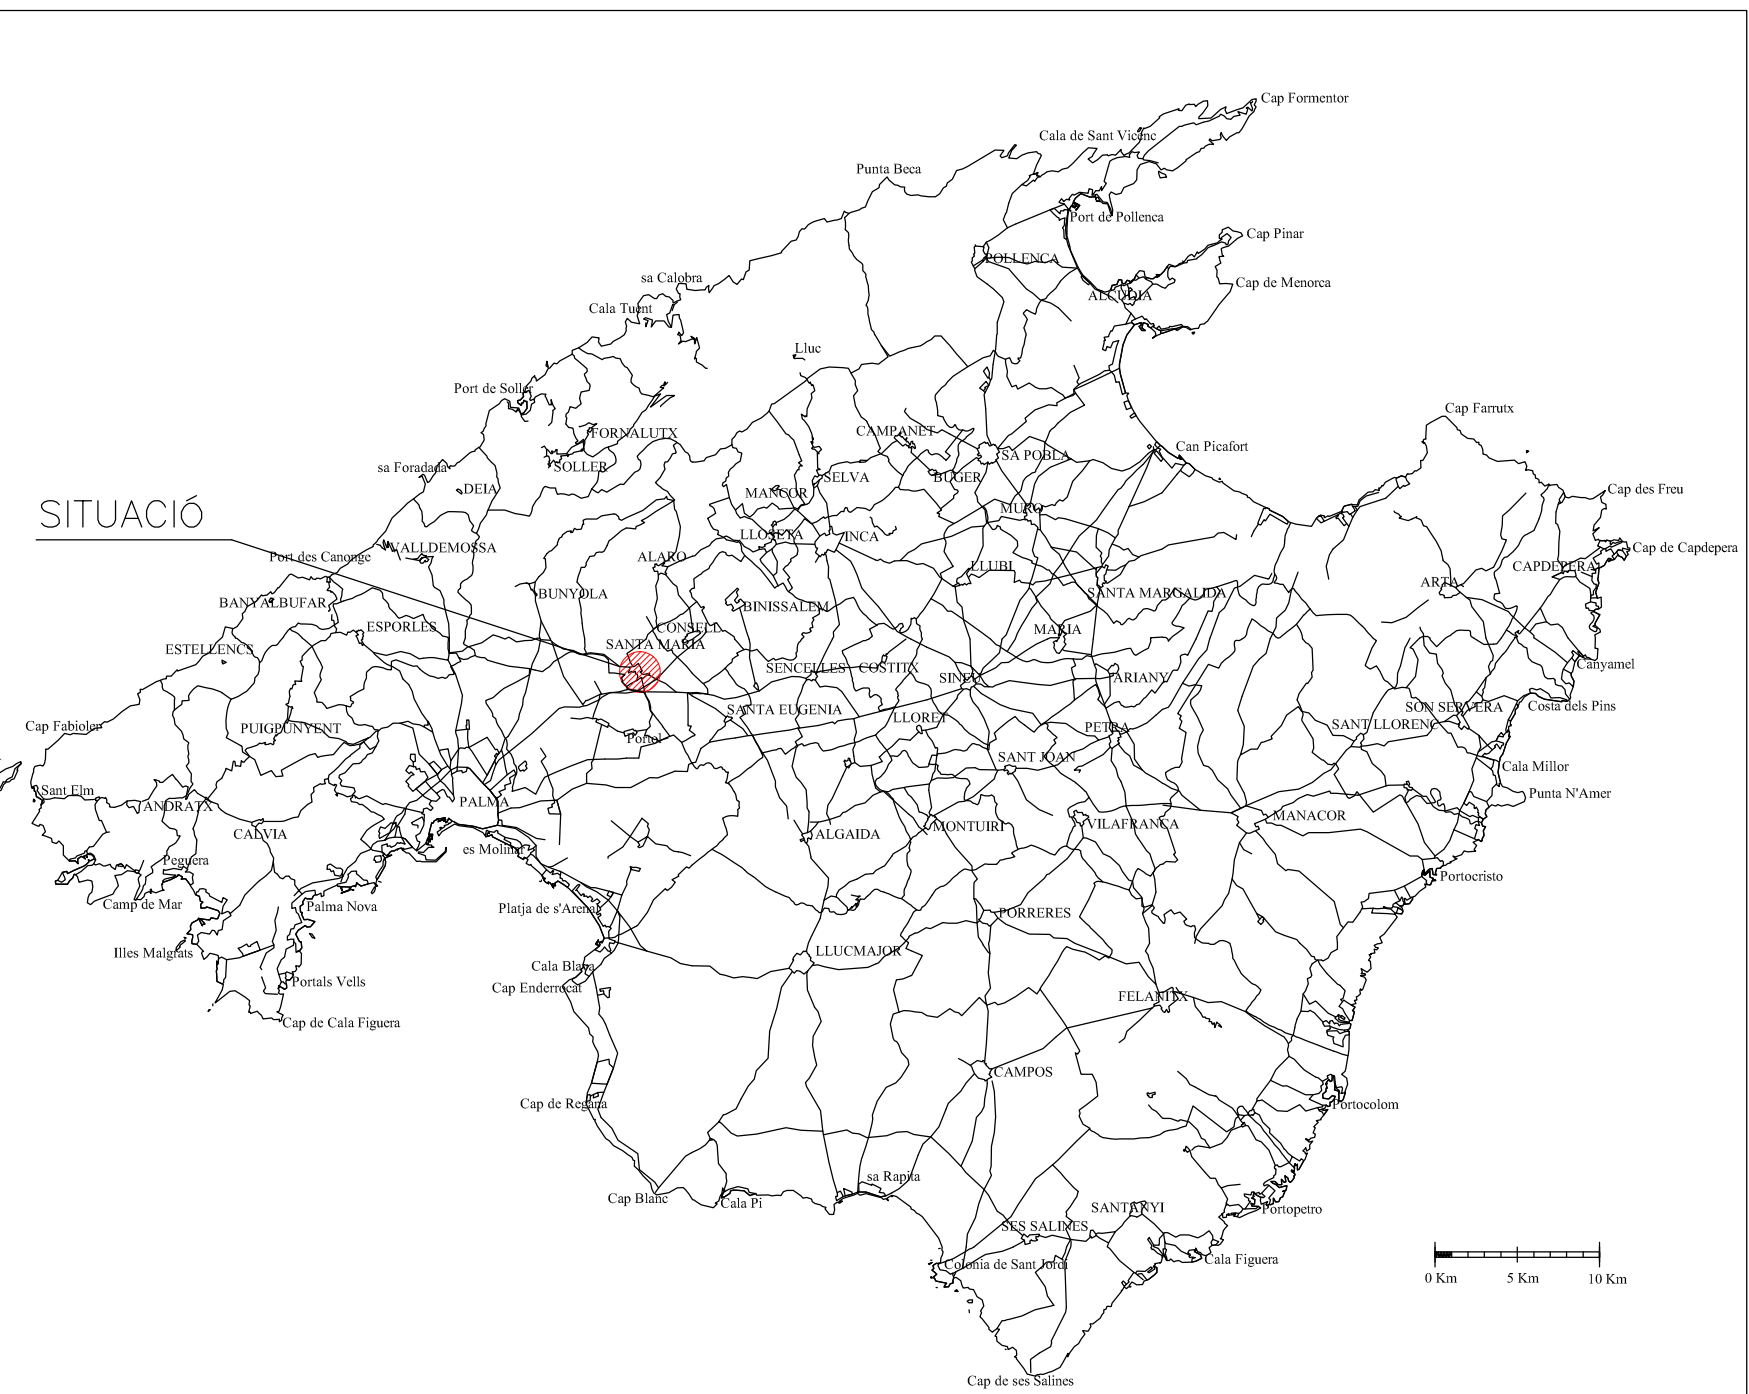 Cap Formentor
Cala de Sant Vicenc
Punta Beca
Port de Pollenca
Cap Pinar
POLLENCA
sa Calobra
Cap de Menorca
ALCUDIA
Cala Tuent
Lluc
Port de Soller
Cap Farrutx
CAMPANET
FORNALUTX
Can Picafort
SA POBLA
sa Foradada
SOLLER
SELVA
BUGER
DEIA
MANCOR
Cap des Freu
MURO
SITUACIÓ
LLOSETA
INCA
VALLDEMOSSA
Cap de Capdepera
Port des Canonge
ALARO
LLUBI
CAPDEPERA
ARTA
BUNYOLA
SANTA MARGALIDA
BANYALBUFAR
BINISSALEM
ESPORLES
CONSELL
MARIA
SANTA MARIA
ESTELLENCS
Canyamel
SENCELLES
COSTITX
SINEU
ARIANY
Costa dels Pins
SON SERVERA
SANTA EUGENIA
LLORET
Cap Fabioler
PUIGPUNYENT
PETRA
SANT LLORENC
Portol
SANT JOAN
Cala Millor
Sant Elm
Punta N'Amer
PALMA
ANDRATX
MANACOR
VILAFRANCA
MONTUIRI
CALVIA
ALGAIDA
es Molinar
Peguera
Portocristo
Camp de Mar
Palma Nova
Platja de s'Arenal
PORRERES
Illes Malgrats
LLUCMAJOR
Cala Blava
Portals Vells
Cap Enderrocat
FELANITX
Cap de Cala Figuera
CAMPOS
Cap de Regana
Portocolom
sa Rapita
Cap Blanc
Cala Pi
SANTANYI
Portopetro
SES SALINES
Cala Figuera
Colonia de Sant Jordi
0 Km
5 Km
10 Km
Cap de ses Salines